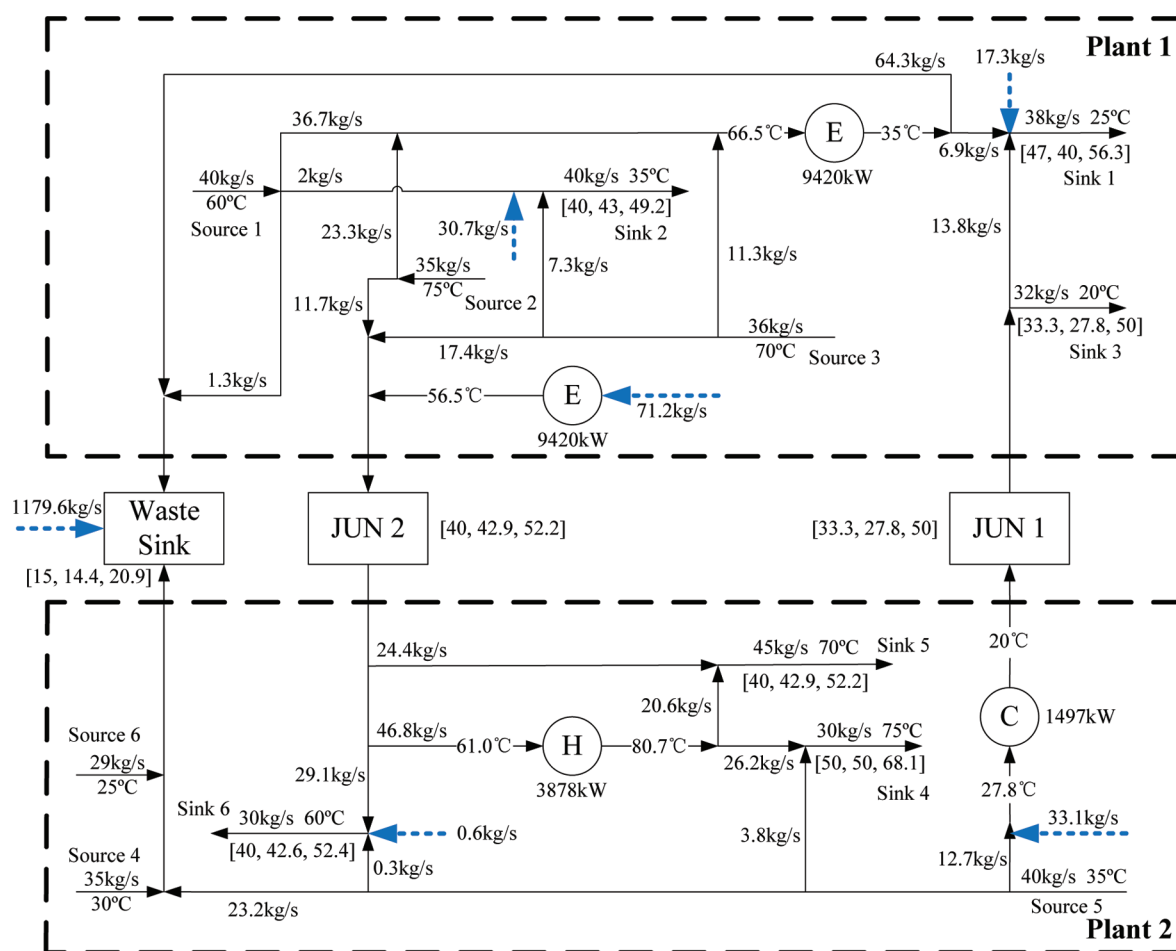 Plant 1
64.3kg/s
17.3kg/s
36.7kg/s
66.5℃
E
35℃
38kg/s 25ºC
6.9kg/s
[47, 40, 56.3]
Sink 1
9420kW
40kg/s
60ºC
Source 1
2kg/s
40kg/s 35ºC
[40, 43, 49.2]
Sink 2
30.7kg/s
23.3kg/s
13.8kg/s
11.3kg/s
7.3kg/s
35kg/s
75ºC
Source 2
11.7kg/s
32kg/s 20ºC
[33.3, 27.8, 50]
Sink 3
36kg/s
70ºC
Source 3
17.4kg/s
1.3kg/s
56.5℃
E
71.2kg/s
9420kW
1179.6kg/s
Waste
Sink
[15, 14.4, 20.9]
JUN 2
[40, 42.9, 52.2]
[33.3, 27.8, 50]
JUN 1
24.4kg/s
45kg/s 70ºC
Sink 5
[40, 42.9, 52.2]
20℃
20.6kg/s
C
1497kW
46.8kg/s
61.0℃
H
80.7℃
26.2kg/s
30kg/s 75ºC
[50, 50, 68.1]
Sink 4
3878kW
Source 6
29kg/s
25ºC
29.1kg/s
27.8℃
Sink 6
30kg/s 60ºC
[40, 42.6, 52.4]
0.6kg/s
3.8kg/s
33.1kg/s
12.7kg/s
0.3kg/s
Source 4
35kg/s
30ºC
23.2kg/s
40kg/s 35ºC
Source 5
Plant 2